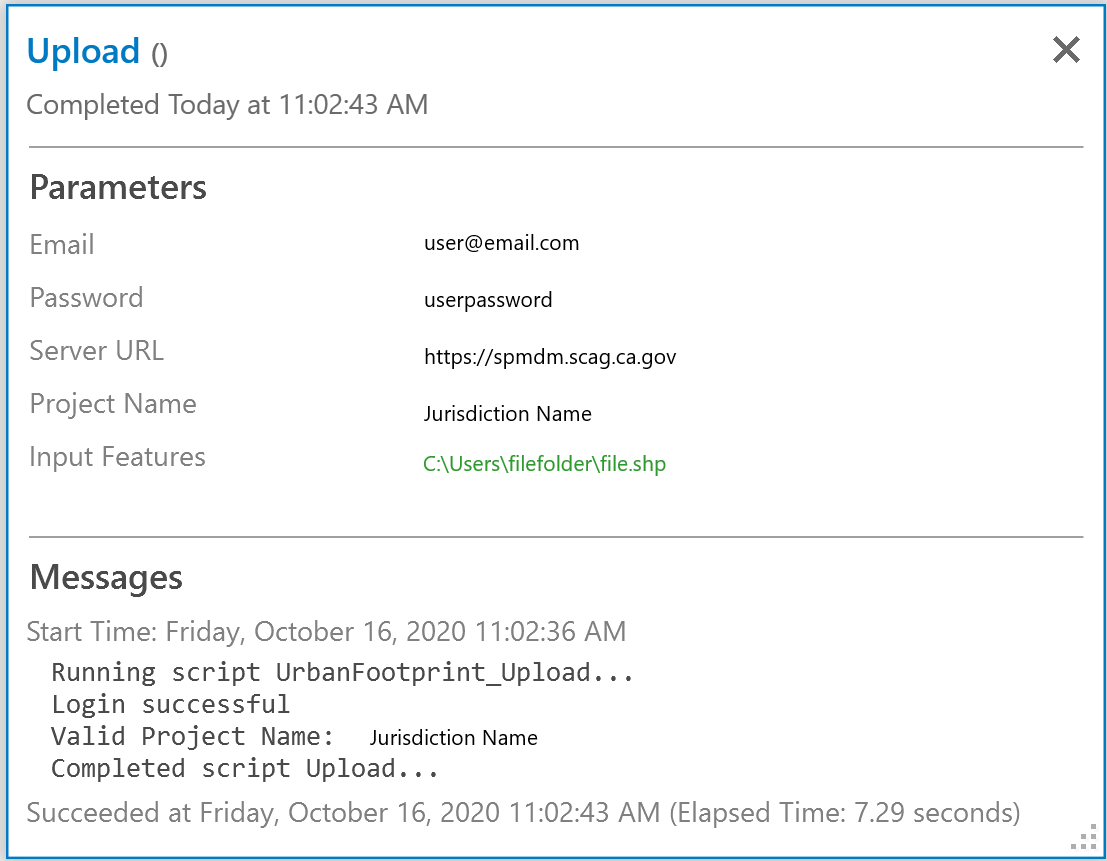 Upload ()
Completed Today at 11:02:43 AM
Parameters
Email user@email.com
Password userpassword
Server URL https://spmdm.scag.ca.gov
Project Name Jurisdiction Name
Input Features C:\Users\filefolder\file.shp
Messages
Start Time: Friday, October 16, 2020 11:02:36 AM
Running script UrbanFootprint_Upload...
Login successful
Valid Project Name: Jurisdiction Name
Completed script Upload...
Succeeded at Friday, October 16, 2020 11:02:43 AM (Elapsed Time: 7.29 seconds)